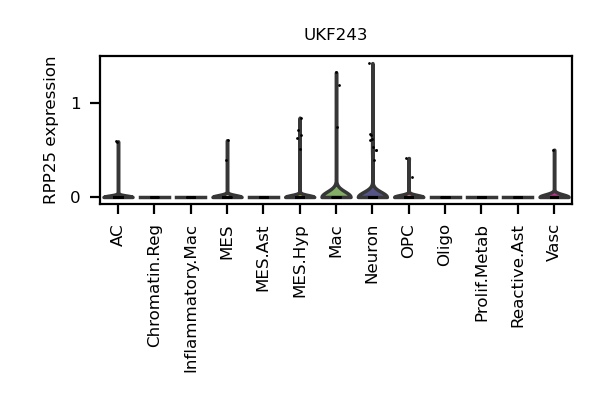 UKF243
RPP25 expression
1
0
AC
Chromatin.Reg
Inflammatory.Mac
MES
MES.Ast
MES.Hyp
Mac
Neuron
OPC
Oligo
Prolif.Metab
Reactive.Ast
Vasc